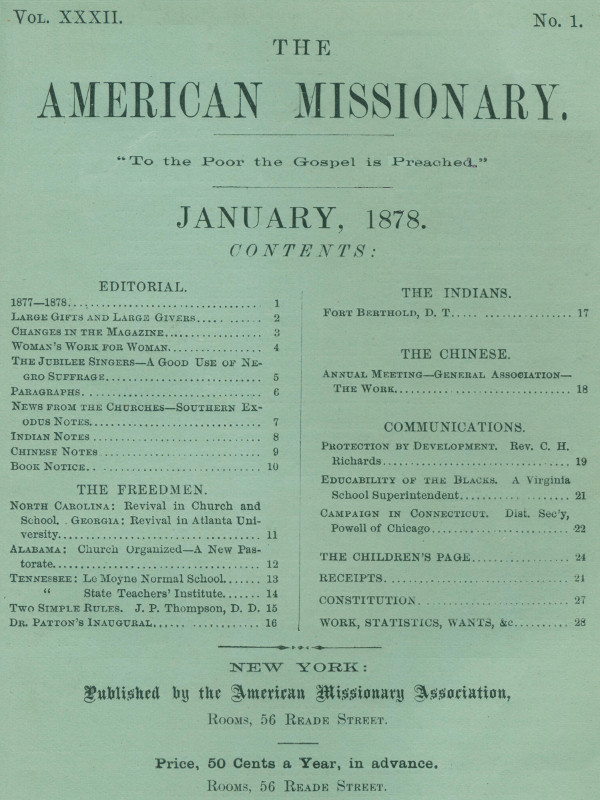 VOL. XXXII.
No. 1.
THE
AMERICAN MISSIONARY.
"To the Poor the Gospel is Preached."
JANUARY, 1878.
CONTENTS:
EDITORIAL.
1877—1878 1
LARGE GIFTS AND LARGE GIVERS 2
CHANGES IN THE MAGAZINE 3
WOMAN'S WORK FOR WOMAN 4
THE JUBILEE SINGERS—A GOOD USE OF NE-
GRO SUFFRAGE 5
PARAGRAPHS 6
NEWS FROM THE CHURCHES—SOUTHERN EX-
ODUS NOTES 7
INDIAN NOTES 8
CHINESE NOTES 9
BOOK NOTICE 10
THE FREEDMEN.
NORTH CAROLINA: Revival in Church and
School. GEORGIA: Revival in Atlanta Uni-
versity 11
ALABAMA: Church Organized—A New Pas-
torate 12
TENNESSEE: Le Moyne Normal School 13
" State Teachers' Institute 14
TWO SIMPLE RULES. J. P. Thompson, D. D. 15
DR. PATTON'S INAUGURAL 16
THE INDIANS.
FORT BERTHOLD, D. T. 17
THE CHINESE.
ANNUAL MEETING—GENERAL ASSOCIATION—
THE WORK 18
COMMUNICATIONS.
PROTECTION BY DEVELOPMENT. Rev. C. H.
Richards 19
EDUCABILITY OF THE BLACKS. A Virginia
School Superintendent 21
CAMPAIGN IN CONNECTICUT. Dist. Sec'y,
Powell of Chicago 22
THE CHILDREN'S PAGE 24
RECEIPTS 24
CONSTITUTION 27
WORK, STATISTICS, WANTS, &c 28
NEW YORK:
Published by the American Missionary Association,
ROOMS, 56 READE STREET.
Price, 50 Cents a Year, in advance.
ROOMS, 56 READE STREET.